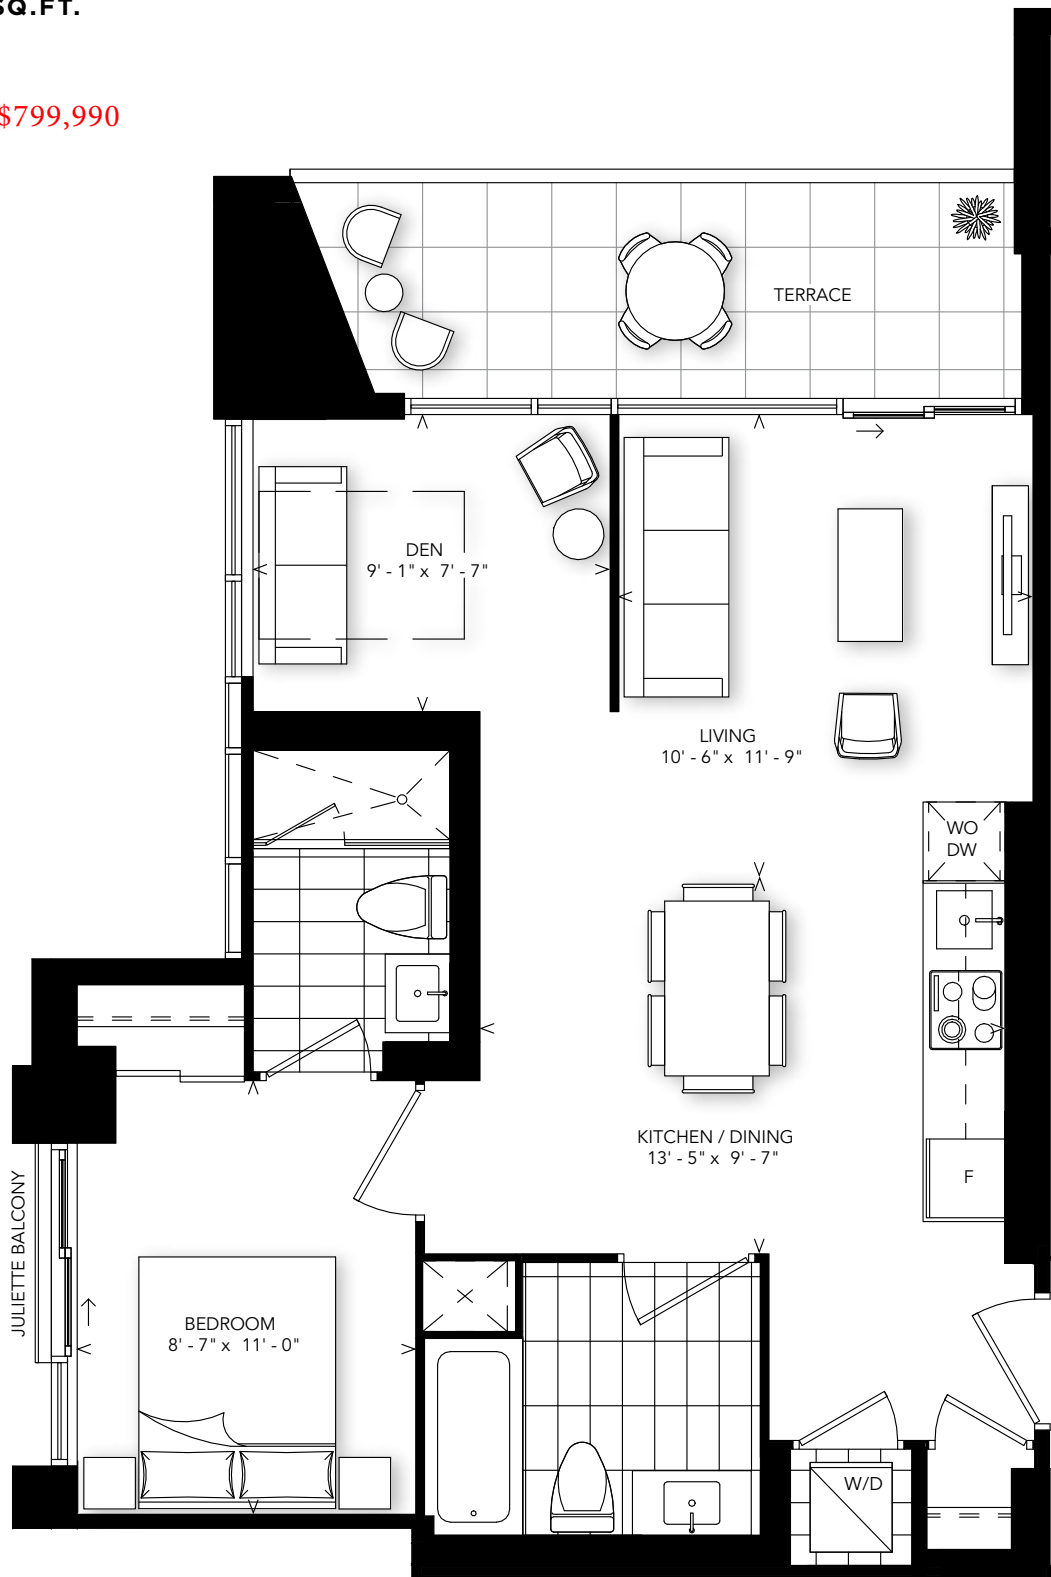 SQ.FT.
$799,990
TERRACE
DEN
9' - 1" x 7' - 7"
LIVING
10' - 6" x 11' - 9"
WO
DW
KITCHEN / DINING
13' - 5" x 9' - 7"
F
JULIETTE BALCONY
BEDROOM
8' - 7" x 11' - 0"
W/D